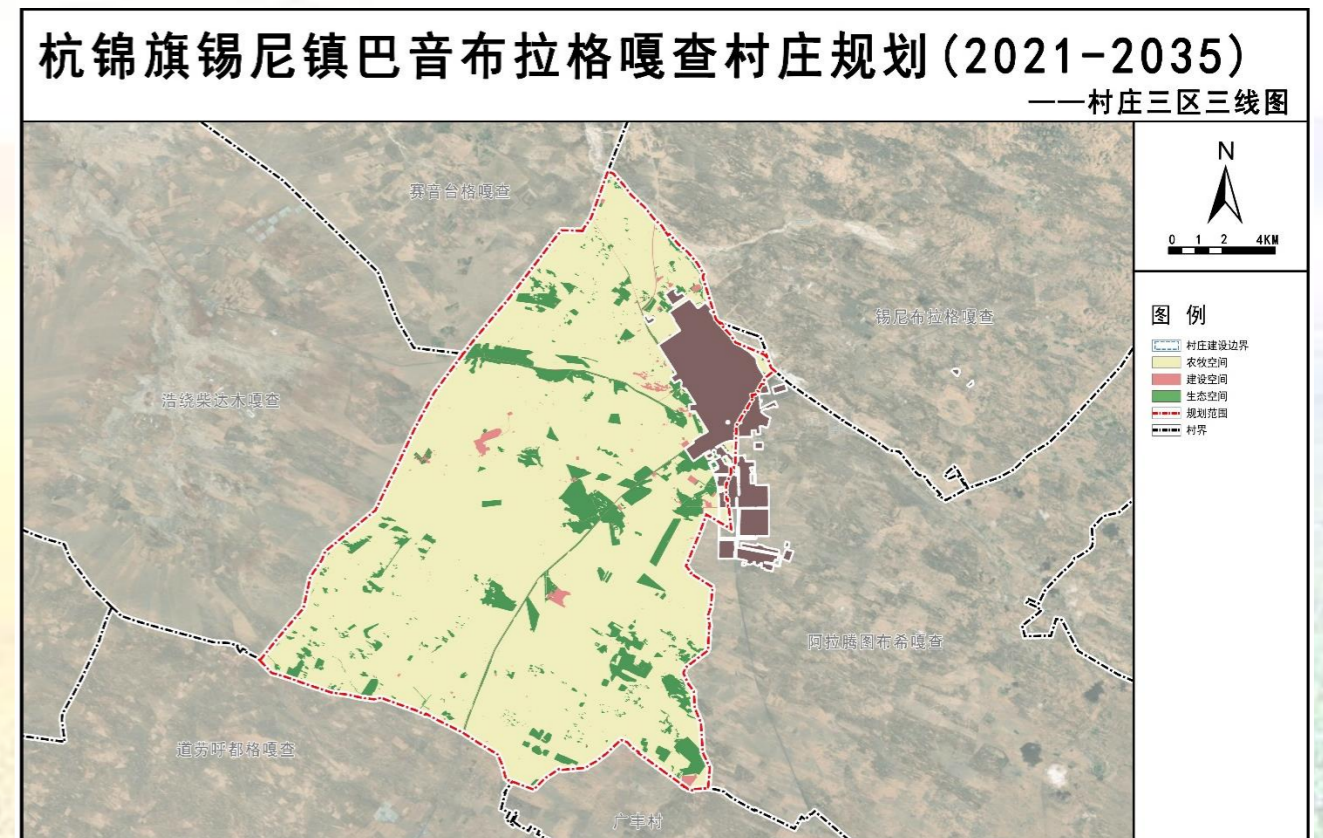 杭锦旗锡尼镇巴音布拉格嘎查村庄规划(2021-2035)
——村庄三区三线图
N
0 1 2 4KM
赛音台格嘎查
锡尼布拉格嘎查
图 例
村庄建设边界
农牧空间
建设空间
生态空间
规划范围
村界
浩绕柴达木嘎查
阿拉腾图布希嘎查
道劳呼都格嘎查
广丰村